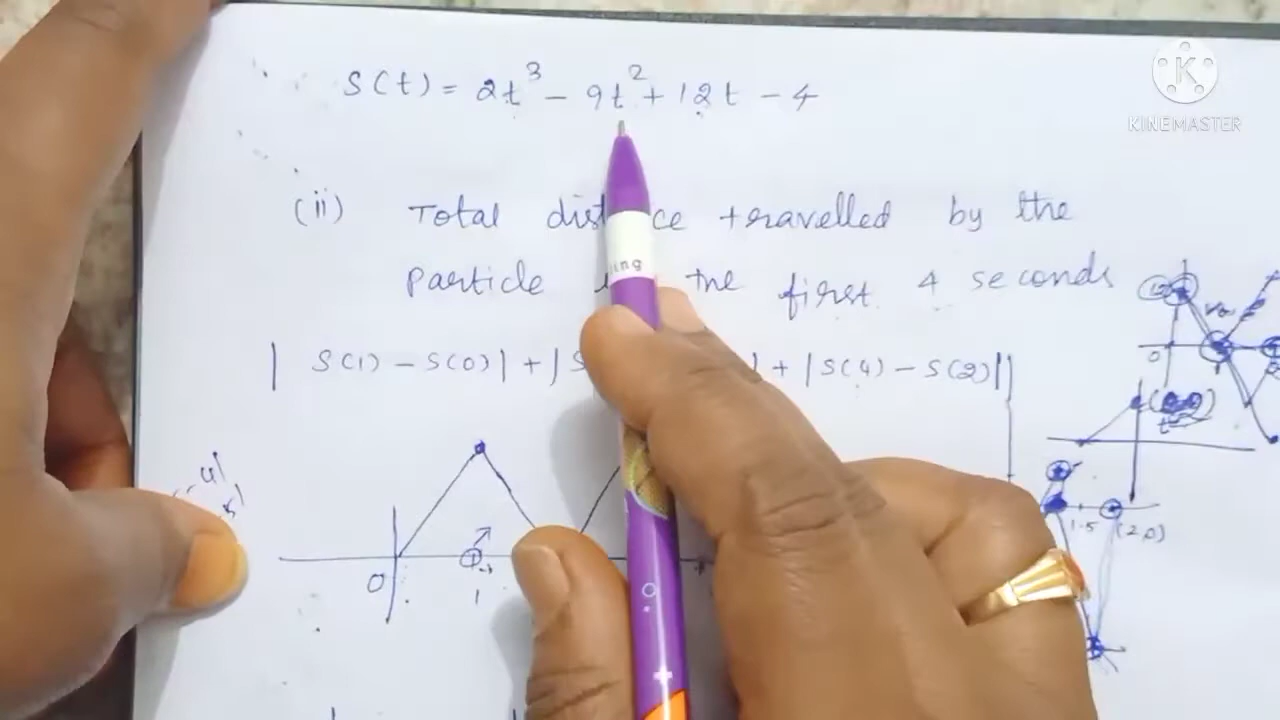 S(t) = 2t³ - 9t² + 12t - 4
KINEMASTER
(ii) Total travelled by the
Particle the first 4 seconds
| S(1) - S(0) | + | + | S(4) - S(2) |
0
1
0
1.5
(2,0)